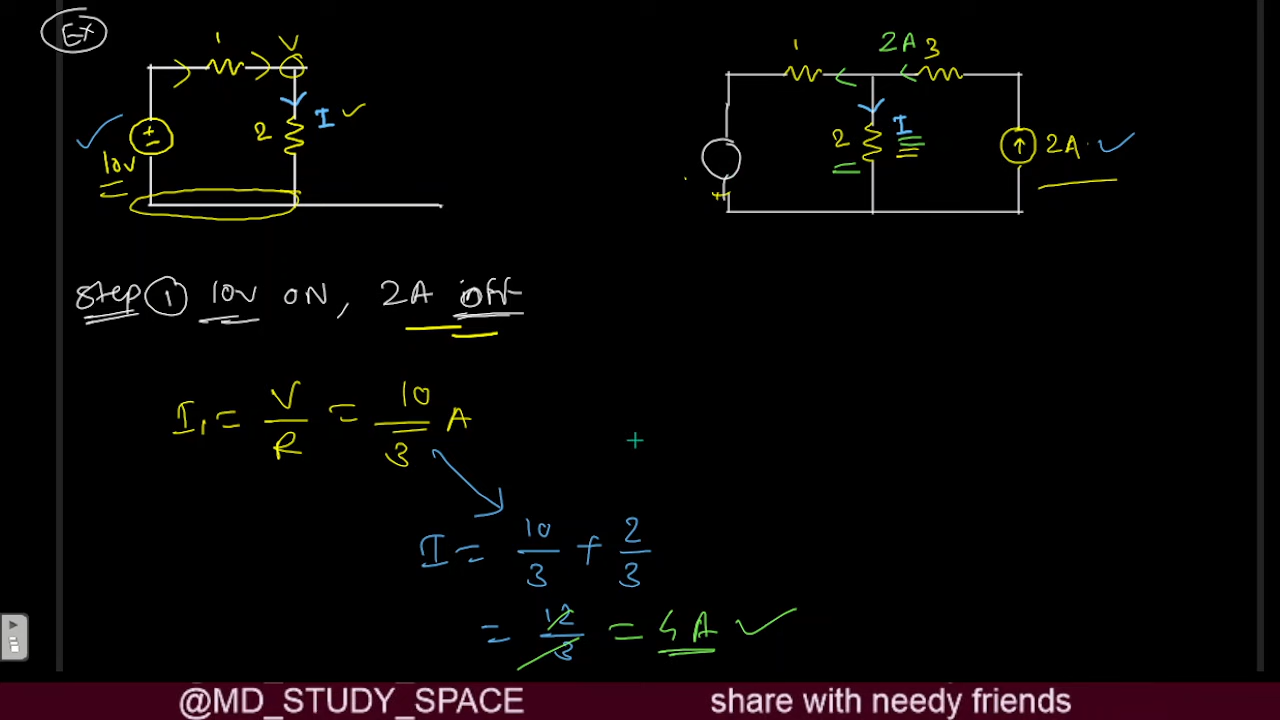 Ex
1 V
10V + - 2 I ✓
1 2A 3
2 I 2A ✓
+
step ① 10V ON, 2A off
I₁ = V/R = 10/3 A
I = 10/3 + 2/3
= 12/3 = 4A ✓
@MD_STUDY_SPACE share with needy friends